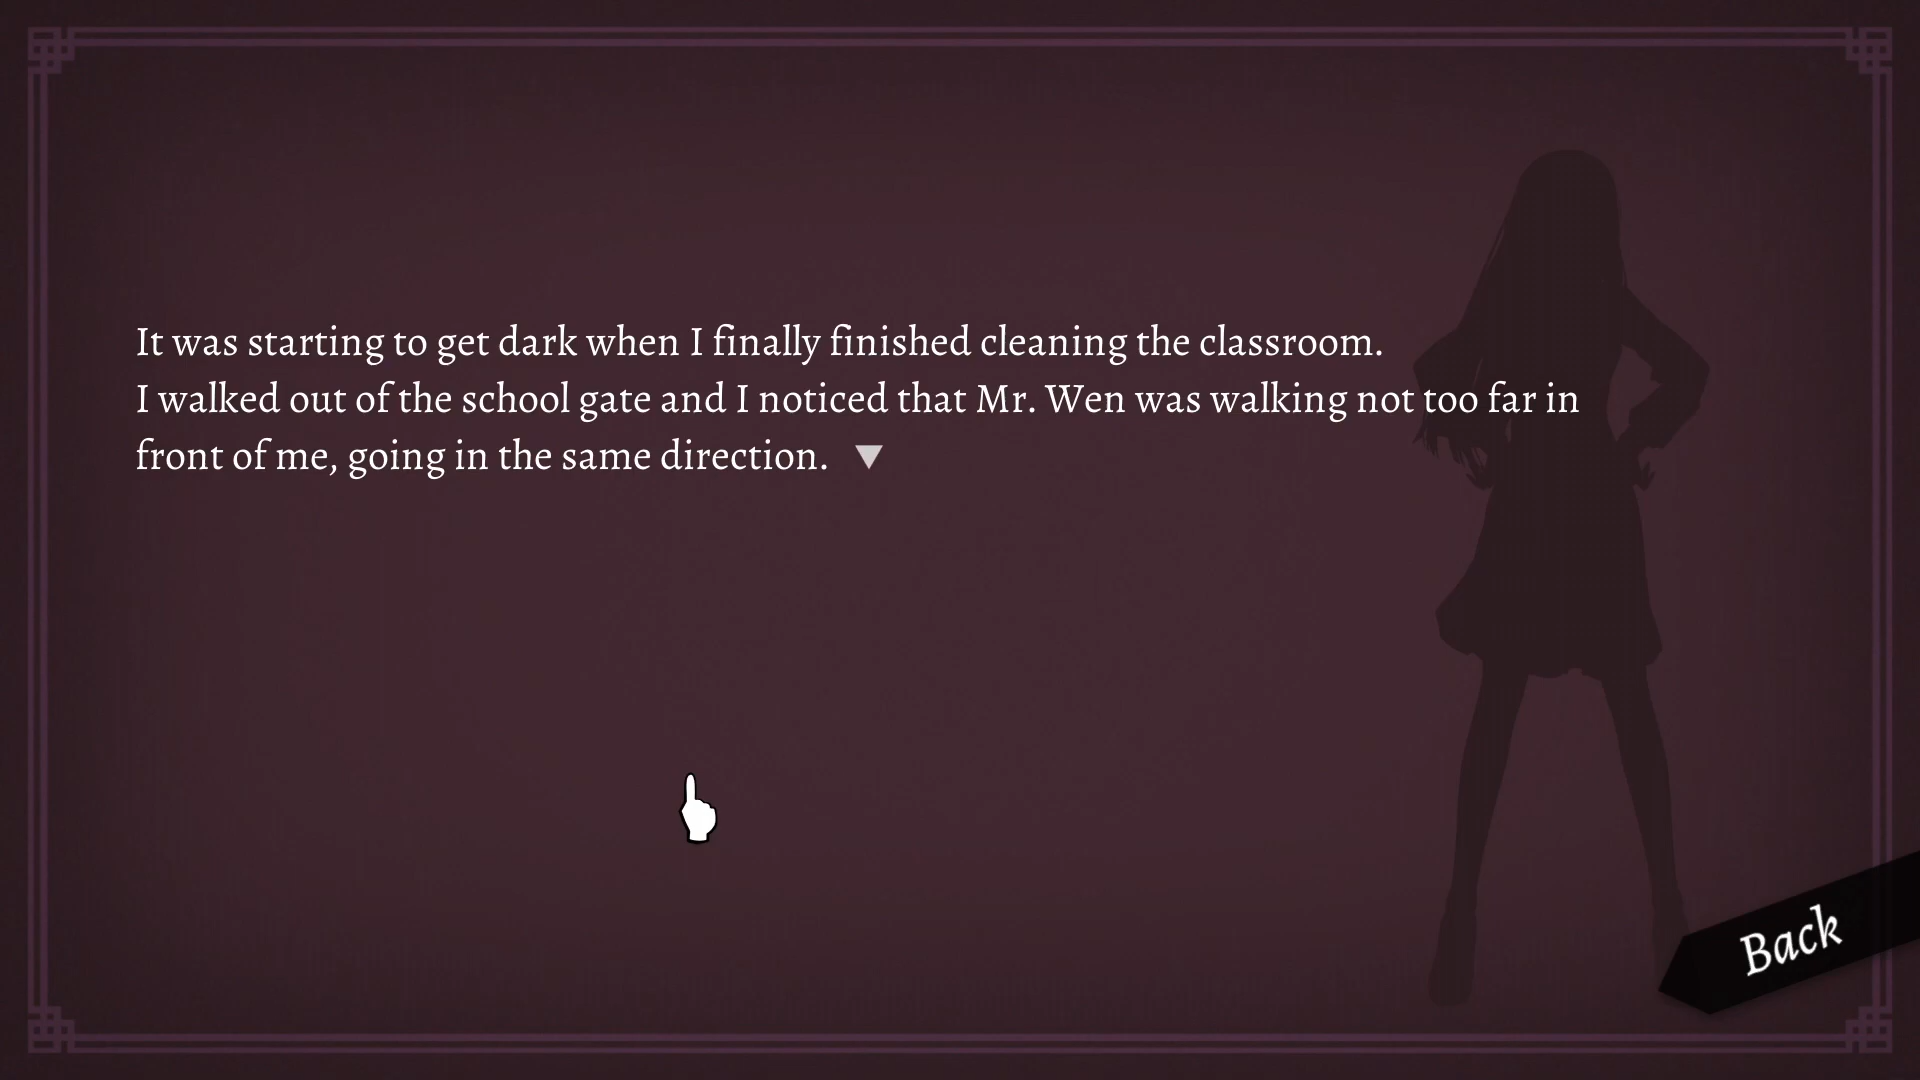 It was starting to get dark when I finally finished cleaning the classroom.
I walked out of the school gate and I noticed that Mr. Wen was walking not too far in
front of me, going in the same direction.
Back